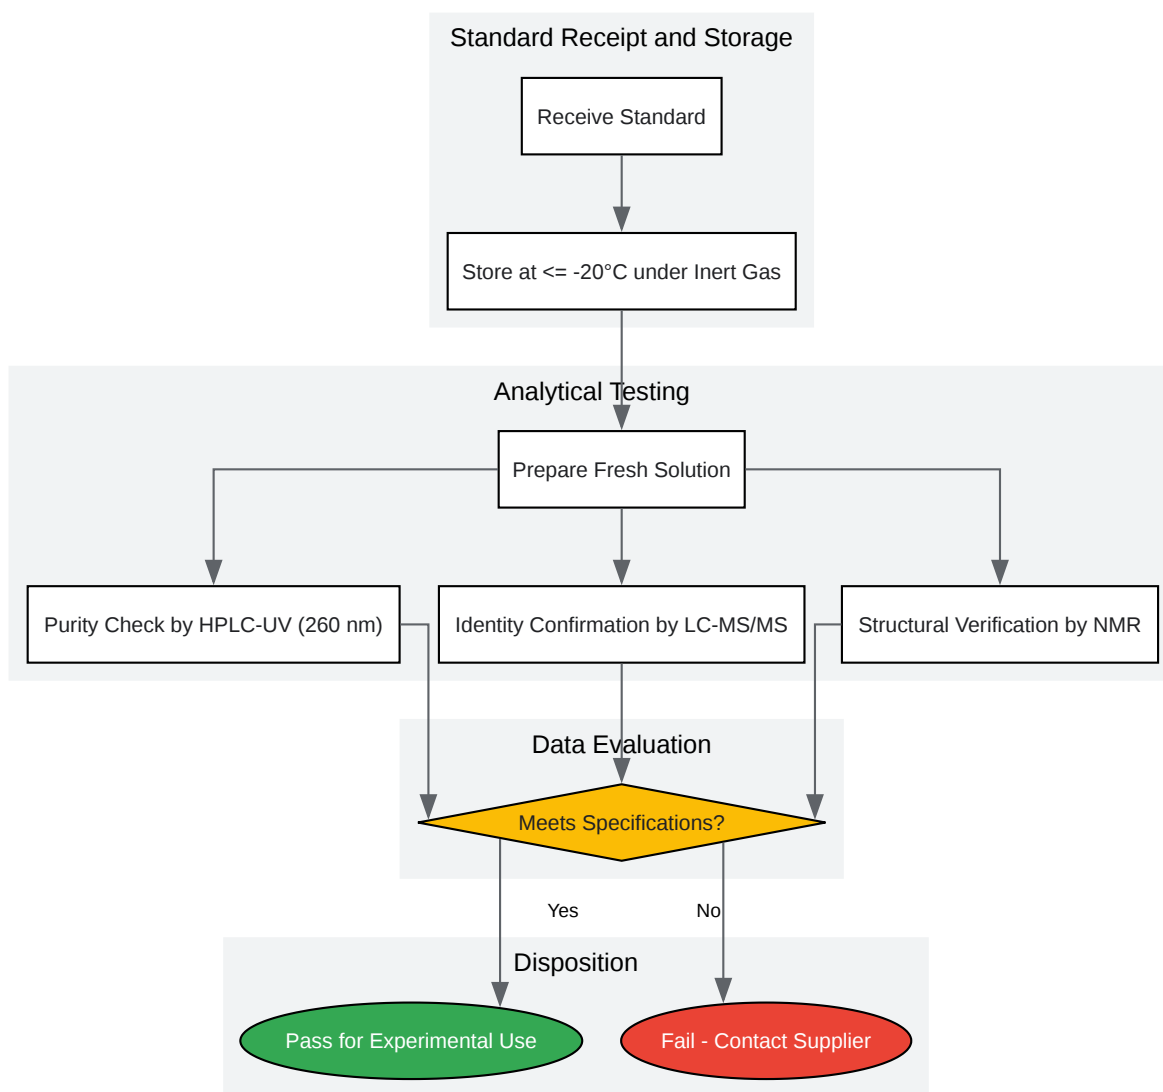 Standard Receipt and Storage
Receive Standard
Store at <= -20°C under Inert Gas
Analytical Testing
Prepare Fresh Solution
Purity Check by HPLC-UV (260 nm)
Identity Confirmation by LC-MS/MS
Structural Verification by NMR
Data Evaluation
Meets Specifications?
Yes
No
Disposition
Pass for Experimental Use
Fail - Contact Supplier